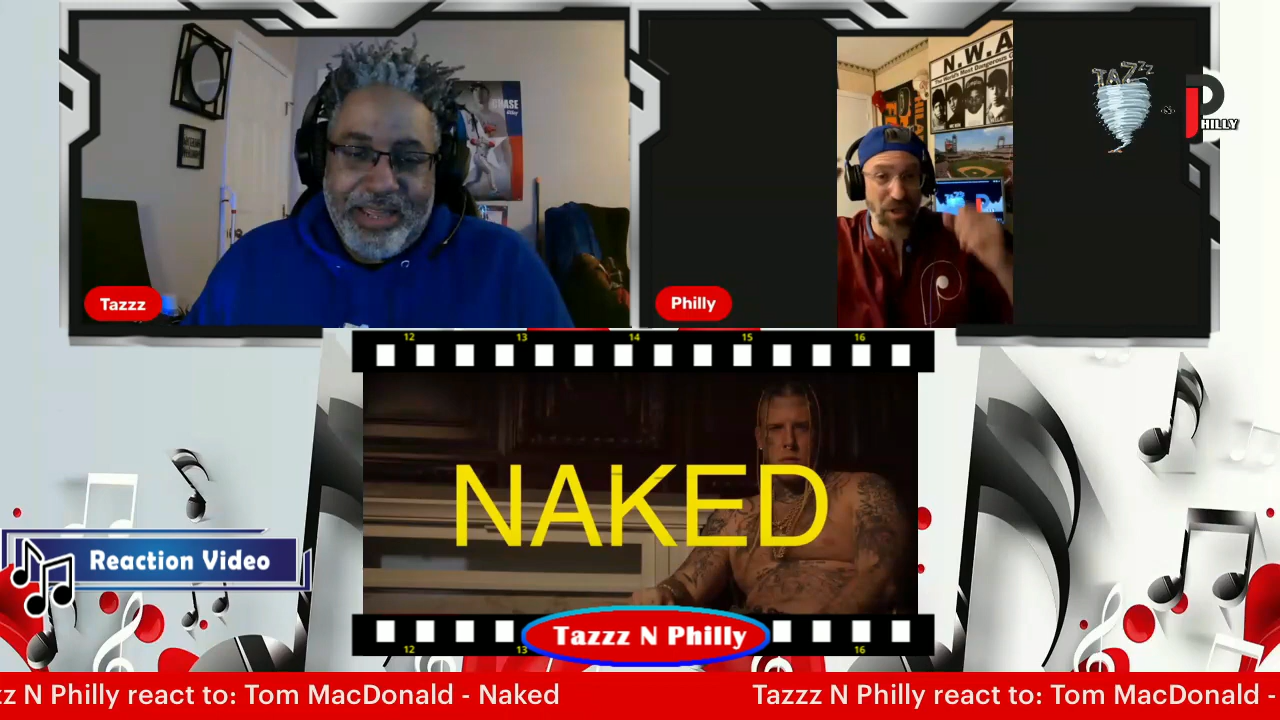 CHASE
Tazzz
N.W.A
TAZzz
-N-
PHILLY
Philly
12 13 14 15 16
NAKED
Reaction Video
Tazzz N Philly
12 13 16
zz N Philly react to: Tom MacDonald - Naked
Tazzz N Philly react to: Tom MacDonald -